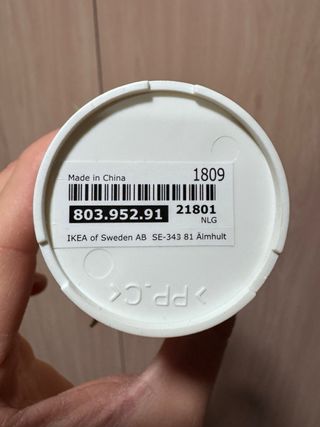 Made in China 1809
803.952.91 21801
NLG
IKEA of Sweden AB SE-343 81 Älmhult
>PP.C<